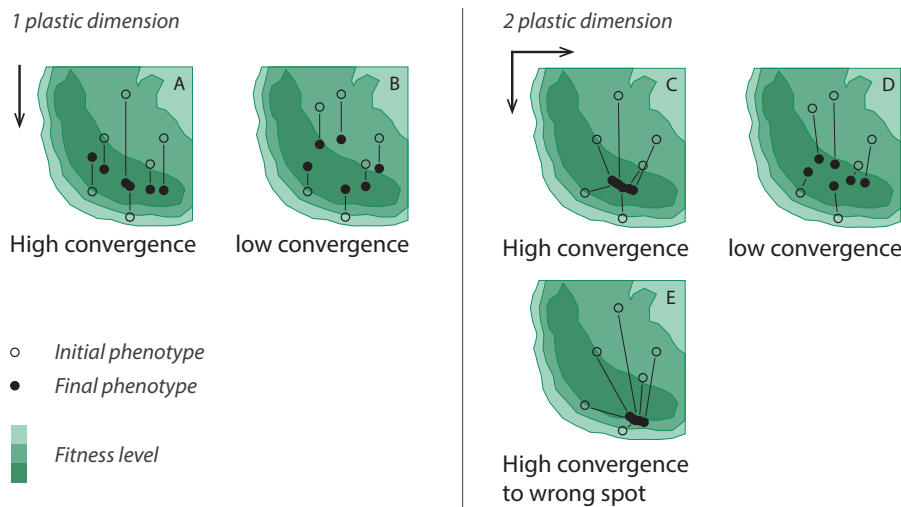 1 plastic dimension
A
B
High convergence
low convergence
Initial phenotype
Final phenotype
Fitness level
2 plastic dimension
C
D
High convergence
low convergence
E
High convergence
to wrong spot